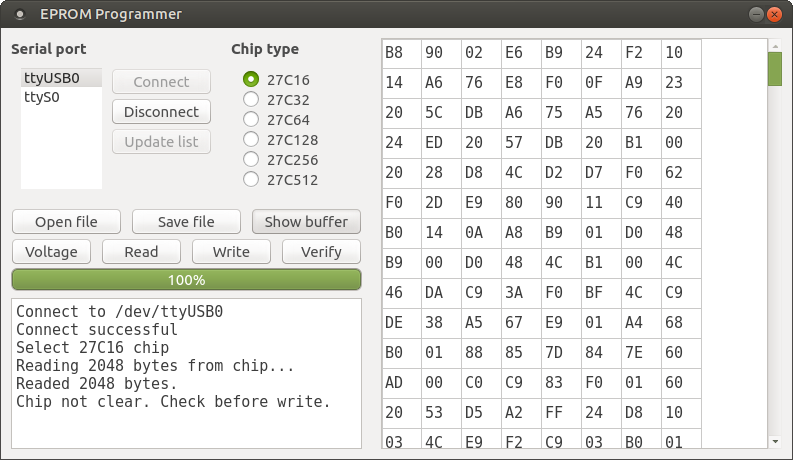 EPROM Programmer
Serial port
ttyUSB0
ttyS0
Connect
Disconnect
Update list
Chip type
27C16
27C32
27C64
27C128
27C256
27C512
Open file Save file Show buffer
Voltage Read Write Verify
100%
Connect to /dev/ttyUSB0
Connect successful
Select 27C16 chip
Reading 2048 bytes from chip...
Readed 2048 bytes.
Chip not clear. Check before write.
B8 90 02 E6 B9 24 F2 10
14 A6 76 E8 F0 0F A9 23
20 5C DB A6 75 A5 76 20
24 ED 20 57 DB 20 B1 00
20 28 D8 4C D2 D7 F0 62
F0 2D E9 80 90 11 C9 40
B0 14 0A A8 B9 01 D0 48
B9 00 D0 48 4C B1 00 4C
46 DA C9 3A F0 BF 4C C9
DE 38 A5 67 E9 01 A4 68
B0 01 88 85 7D 84 7E 60
AD 00 C0 C9 83 F0 01 60
20 53 D5 A2 FF 24 D8 10
03 4C E9 F2 C9 03 B0 01